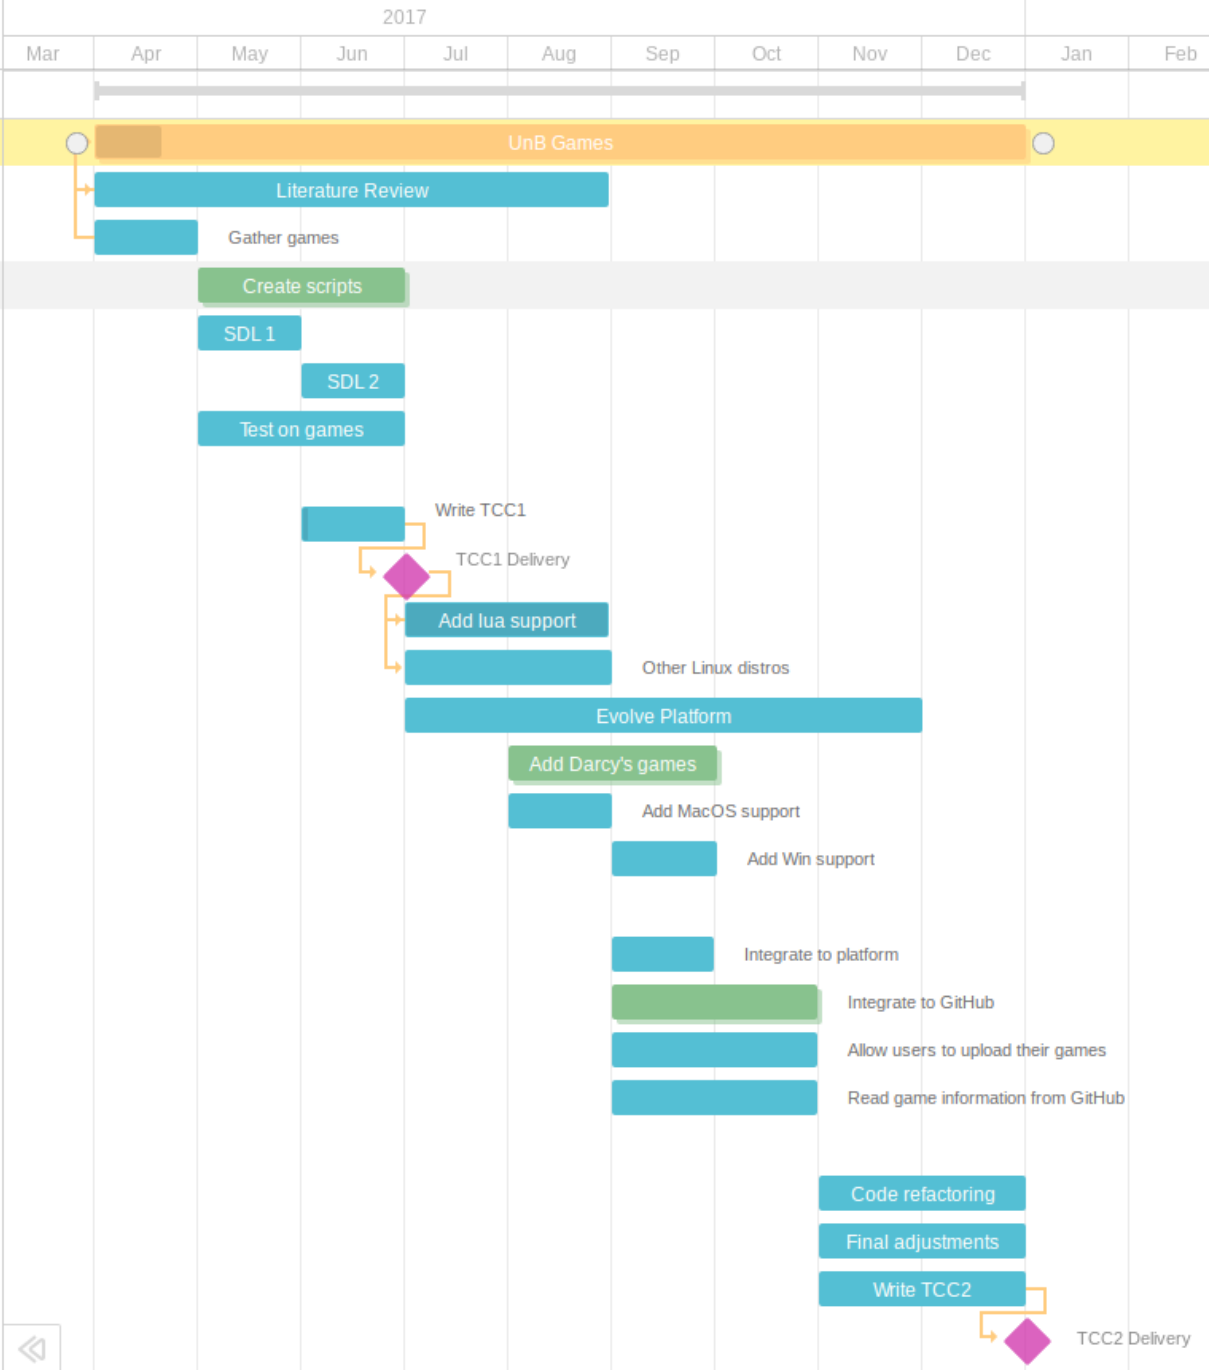 2017
Mar Apr May Jun Jul Aug Sep Oct Nov Dec Jan Feb
UnB Games
Literature Review
Gather games
Create scripts
SDL 1
SDL 2
Test on games
Write TCC1
TCC1 Delivery
Add lua support
Other Linux distros
Evolve Platform
Add Darcy's games
Add MacOS support
Add Win support
Integrate to platform
Integrate to GitHub
Allow users to upload their games
Read game information from GitHub
Code refactoring
Final adjustments
Write TCC2
TCC2 Delivery